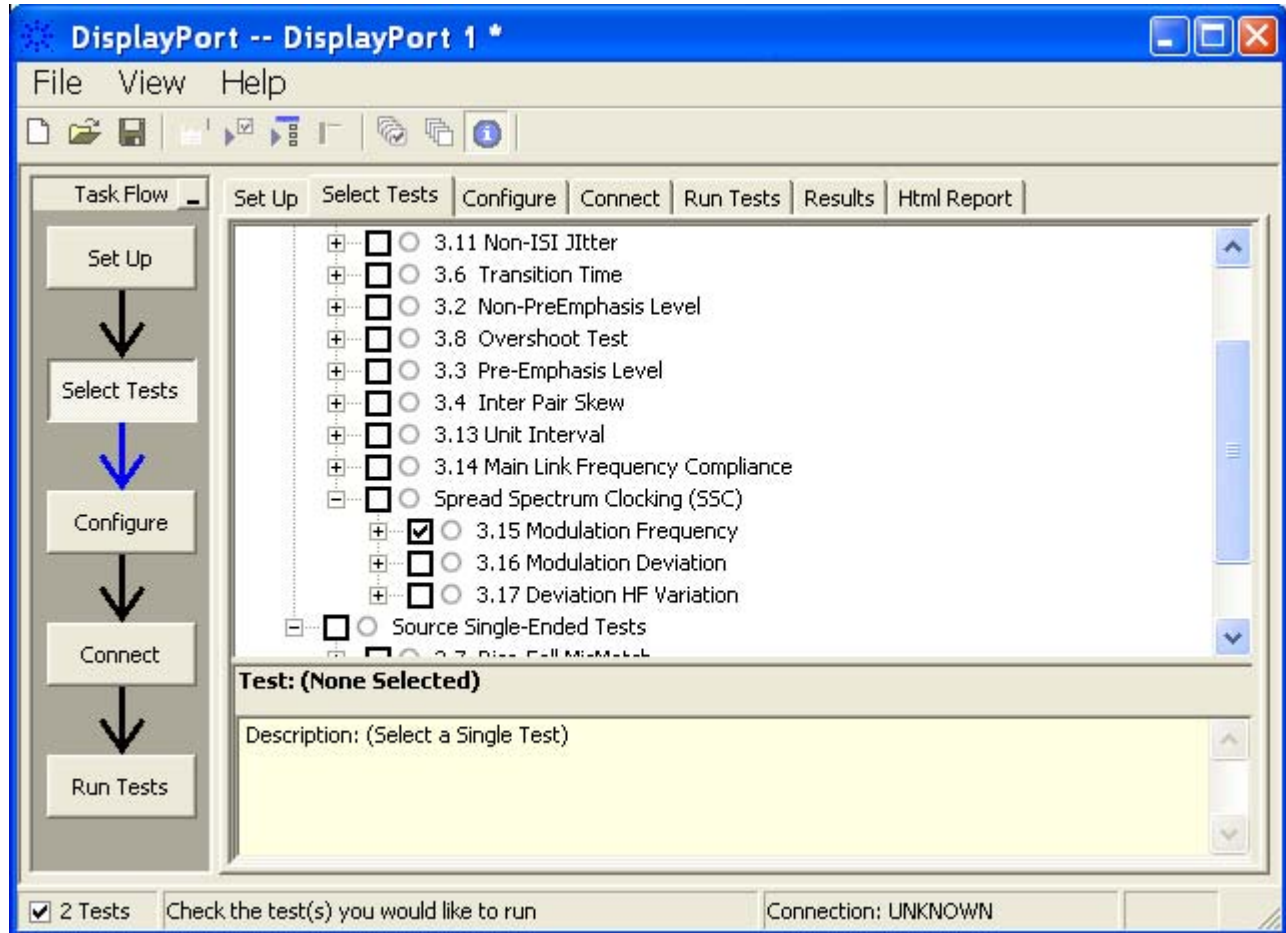 DisplayPort -- DisplayPort 1 *
File View Help
Task Flow
Set Up
Select Tests
Configure
Connect
Run Tests
Set Up Select Tests Configure Connect Run Tests Results Html Report
3.11 Non-ISI JItter
3.6 Transition Time
3.2 Non-PreEmphasis Level
3.8 Overshoot Test
3.3 Pre-Emphasis Level
3.4 Inter Pair Skew
3.13 Unit Interval
3.14 Main Link Frequency Compliance
Spread Spectrum Clocking (SSC)
3.15 Modulation Frequency
3.16 Modulation Deviation
3.17 Deviation HF Variation
Source Single-Ended Tests
Test: (None Selected)
Description: (Select a Single Test)
2 Tests Check the test(s) you would like to run Connection: UNKNOWN